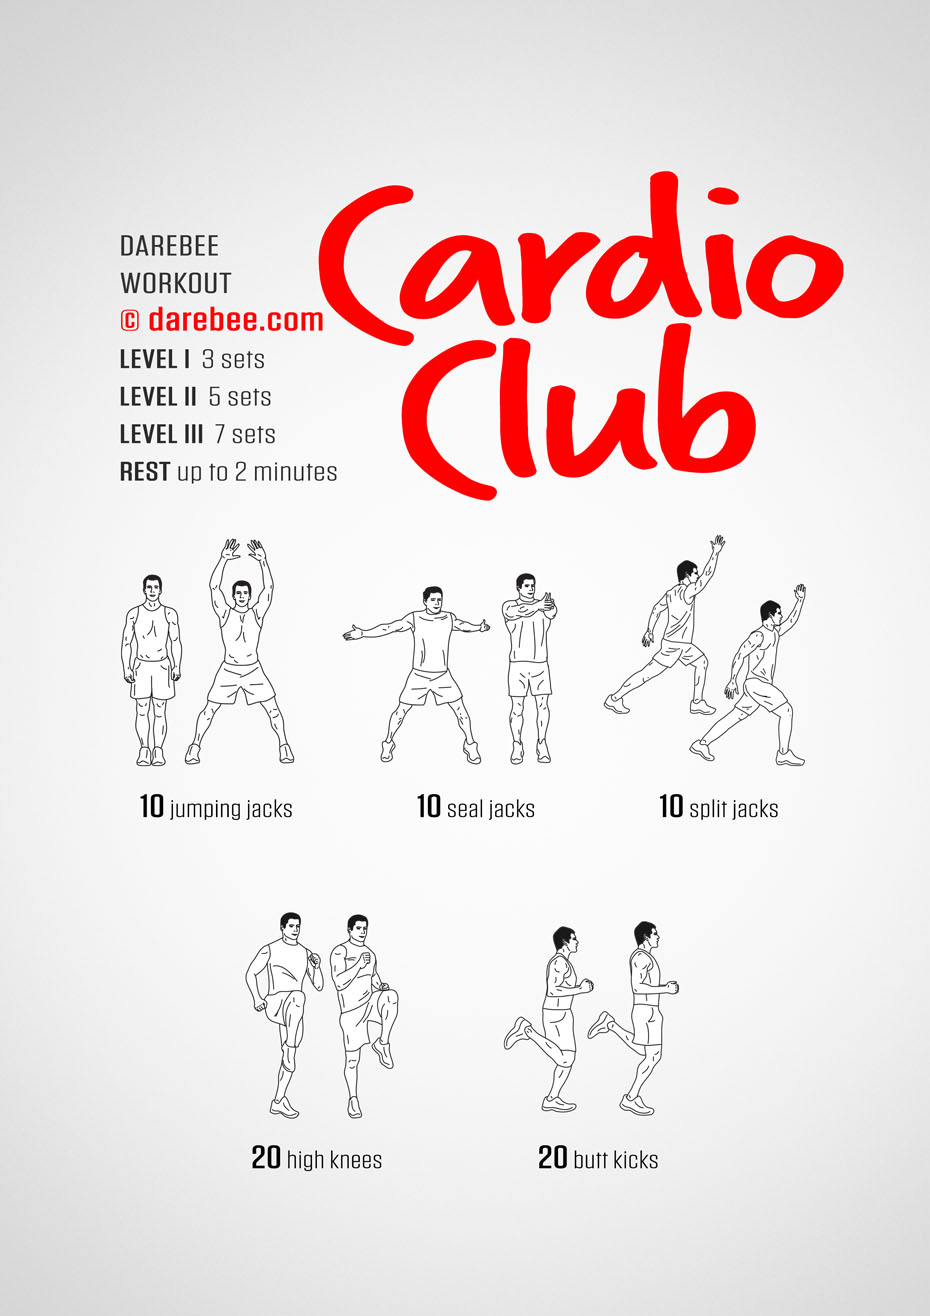 Cardio
Club
DAREBEE
WORKOUT
© darebee.com
LEVEL I 3 sets
LEVEL II 5 sets
LEVEL III 7 sets
REST up to 2 minutes
10 jumping jacks
10 seal jacks
10 split jacks
20 high knees
20 butt kicks